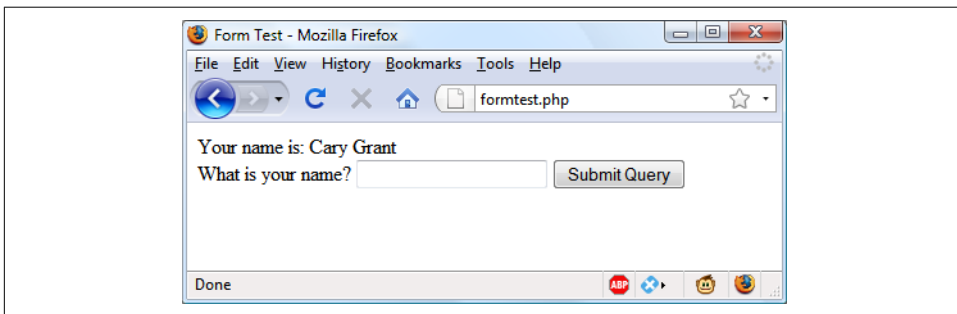 Form Test - Mozilla Firefox
File Edit View History Bookmarks Tools Help
formtest.php
Your name is: Cary Grant
What is your name? Submit Query
Done ABP